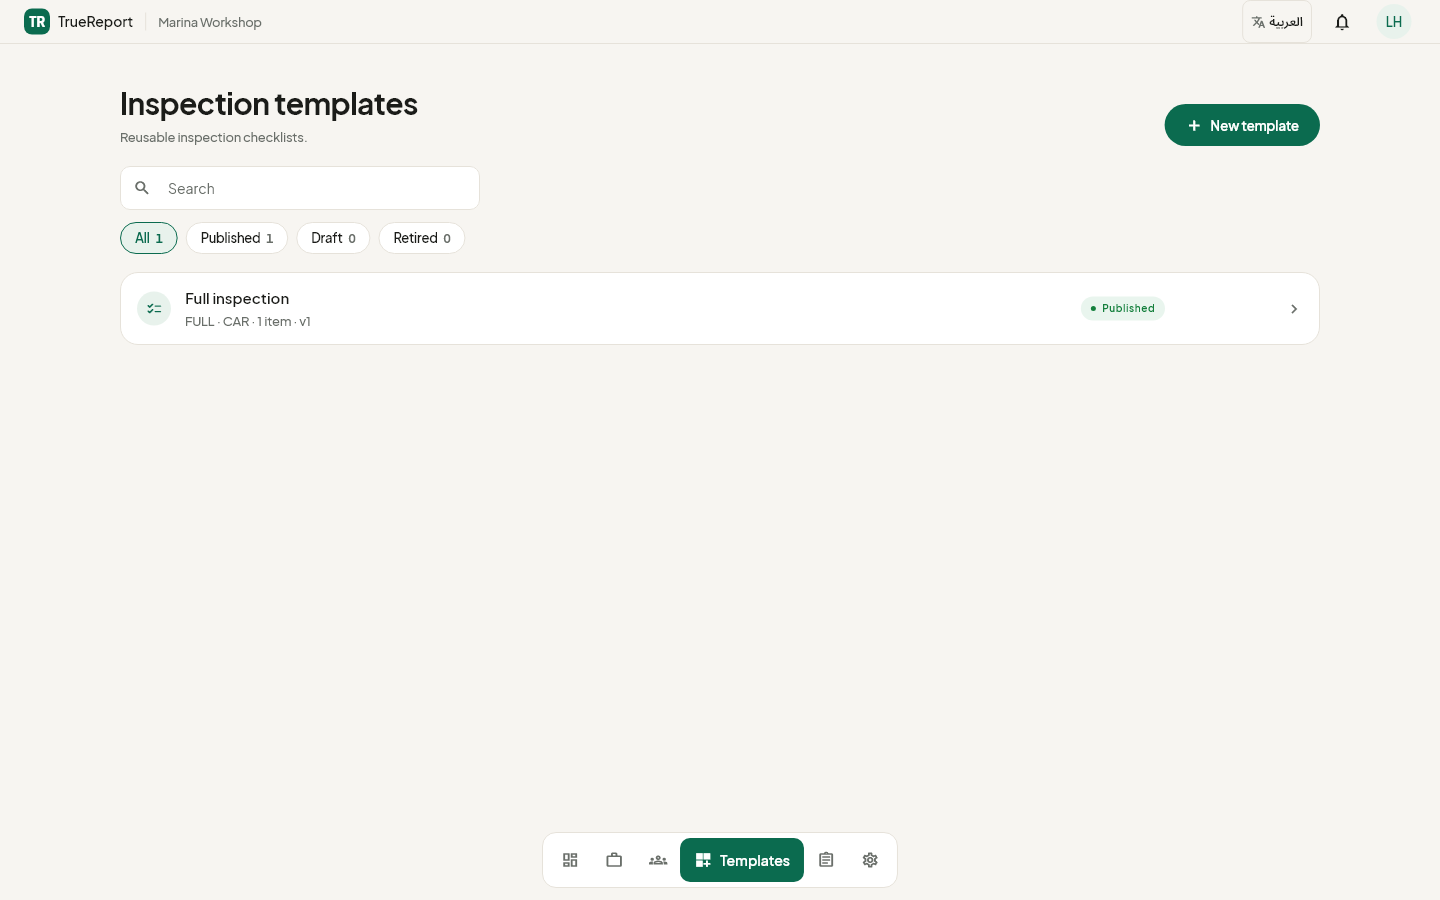 TR TrueReport Marina Workshop العربية LH
Inspection templates
Reusable inspection checklists.
New template
Search
All 1 Published 1 Draft 0 Retired 0
Full inspection
FULL · CAR · 1 item · v1
Published
Templates